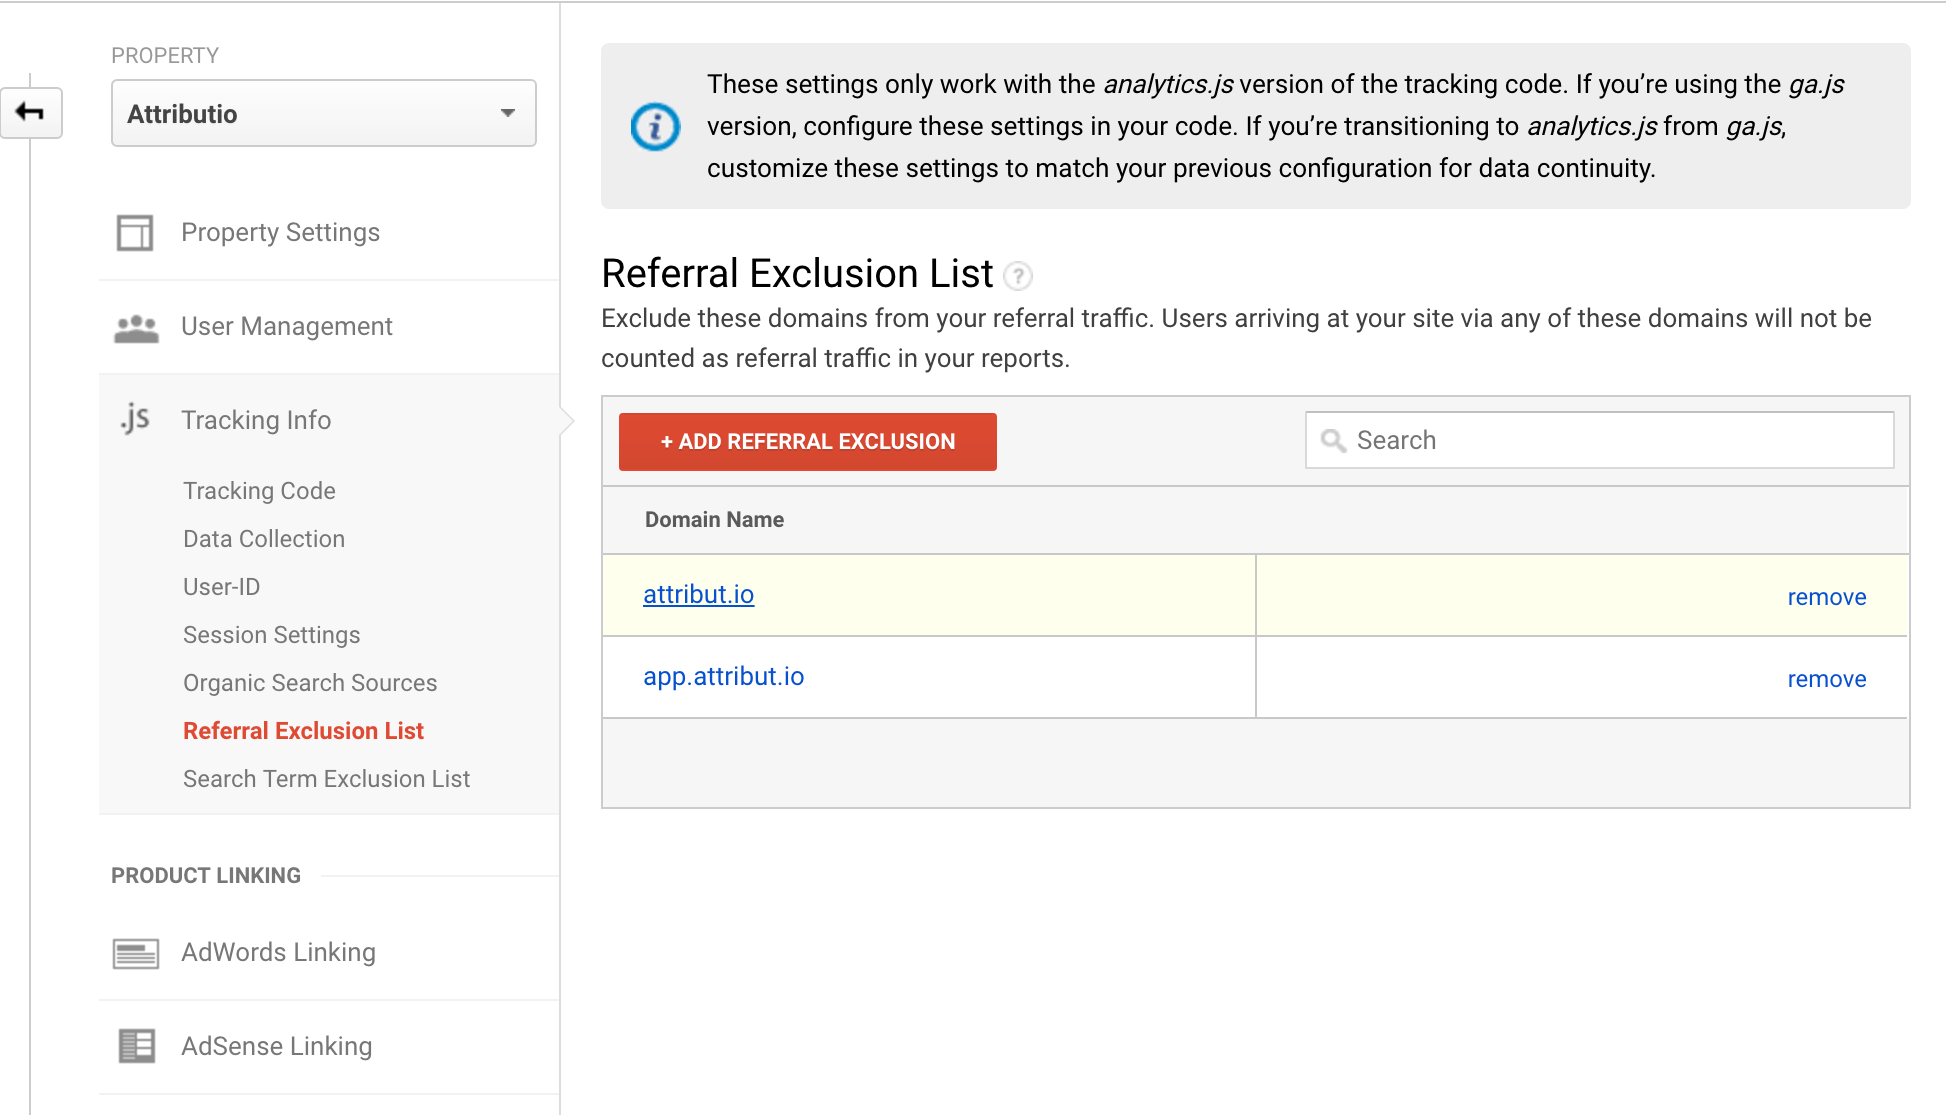 PROPERTY
Attributio
Property Settings
User Management
.js Tracking Info
Tracking Code
Data Collection
User-ID
Session Settings
Organic Search Sources
Referral Exclusion List
Search Term Exclusion List
PRODUCT LINKING
AdWords Linking
AdSense Linking
i
These settings only work with the analytics.js version of the tracking code. If you’re using the ga.js
version, configure these settings in your code. If you’re transitioning to analytics.js from ga.js,
customize these settings to match your previous configuration for data continuity.
Referral Exclusion List ?
Exclude these domains from your referral traffic. Users arriving at your site via any of these domains will not be
counted as referral traffic in your reports.
+ ADD REFERRAL EXCLUSION
Search
Domain Name
attribut.io remove
app.attribut.io remove